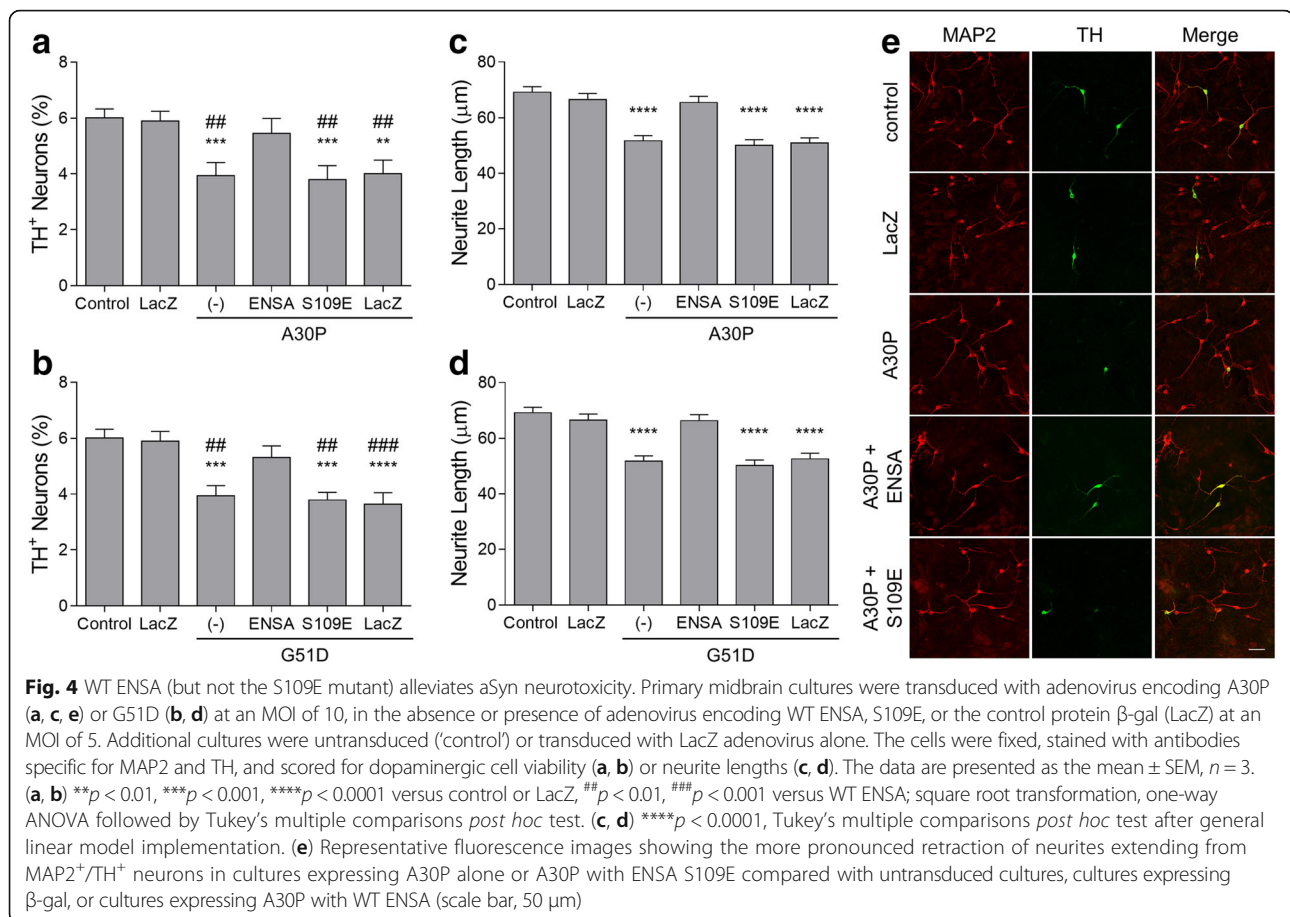 a
TH⁺ Neurons (%)
8
6
4
2
0
##
***
##
***
##
**
Control LacZ (-) ENSA S109E LacZ
A30P
b
TH⁺ Neurons (%)
8
6
4
2
0
##
***
##
***
###
****
Control LacZ (-) ENSA S109E LacZ
G51D
c
Neurite Length (μm)
80
60
40
20
0
**** **** ****
Control LacZ (-) ENSA S109E LacZ
A30P
d
Neurite Length (μm)
80
60
40
20
0
**** **** ****
Control LacZ (-) ENSA S109E LacZ
G51D
e
MAP2 TH Merge
control
LacZ
A30P
A30P +
ENSA
A30P +
S109E
Fig. 4 WT ENSA (but not the S109E mutant) alleviates aSyn neurotoxicity. Primary midbrain cultures were transduced with adenovirus encoding A30P
(a, c, e) or G51D (b, d) at an MOI of 10, in the absence or presence of adenovirus encoding WT ENSA, S109E, or the control protein β-gal (LacZ) at an
MOI of 5. Additional cultures were untransduced (‘control’) or transduced with LacZ adenovirus alone. The cells were fixed, stained with antibodies
specific for MAP2 and TH, and scored for dopaminergic cell viability (a, b) or neurite lengths (c, d). The data are presented as the mean ± SEM, n = 3.
(a, b) **p < 0.01, ***p < 0.001, ****p < 0.0001 versus control or LacZ, ##p < 0.01, ###p < 0.001 versus WT ENSA; square root transformation, one-way
ANOVA followed by Tukey’s multiple comparisons post hoc test. (c, d) ****p < 0.0001, Tukey’s multiple comparisons post hoc test after general
linear model implementation. (e) Representative fluorescence images showing the more pronounced retraction of neurites extending from
MAP2⁺/TH⁺ neurons in cultures expressing A30P alone or A30P with ENSA S109E compared with untransduced cultures, cultures expressing
β-gal, or cultures expressing A30P with WT ENSA (scale bar, 50 μm)